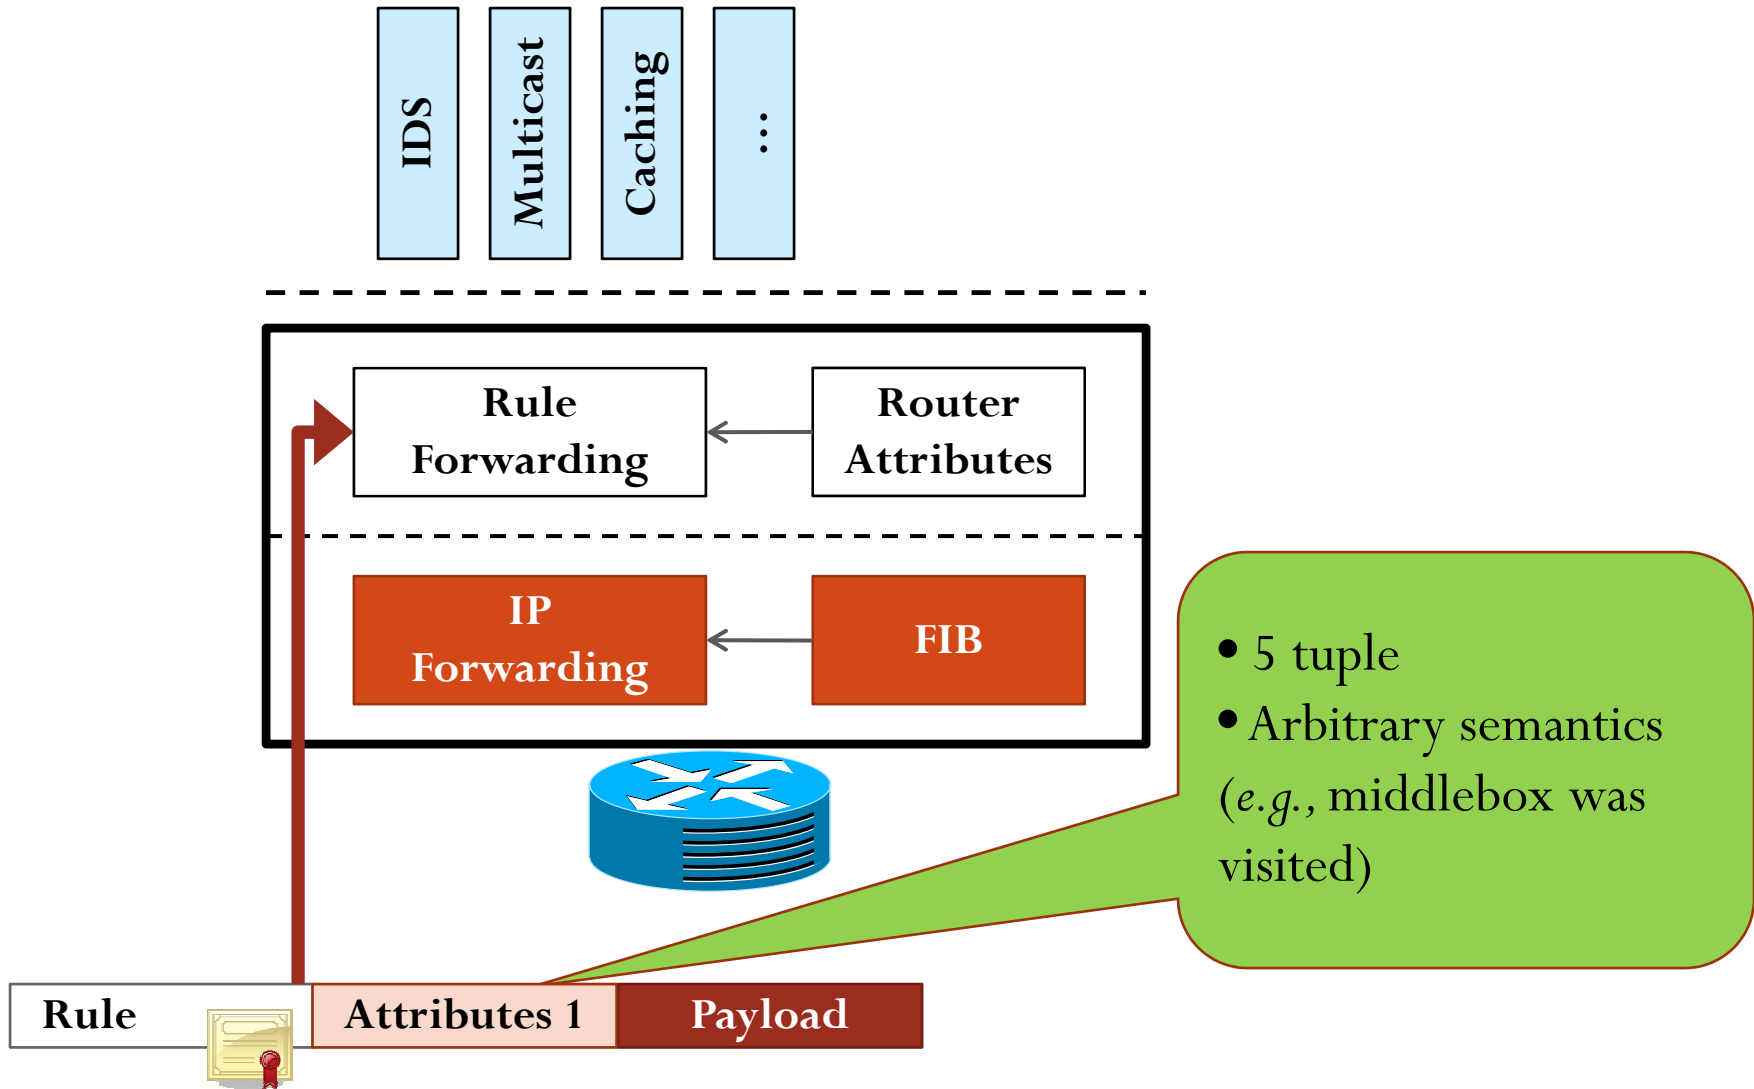 IDS
Multicast
Caching
...
Rule
Forwarding
Router
Attributes
IP
Forwarding
FIB
• 5 tuple
• Arbitrary semantics
(e.g., middlebox was
visited)
Rule
Attributes 1
Payload